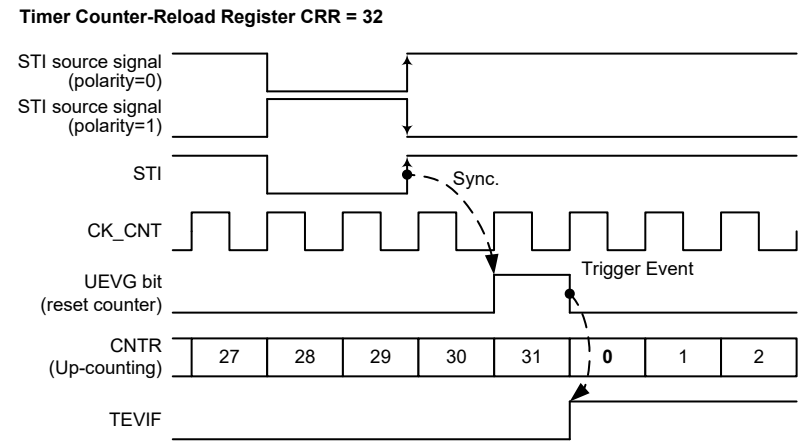 Timer Counter-Reload Register CRR = 32
STI source signal
(polarity=0)
STI source signal
(polarity=1)
STI
Sync.
CK_CNT
UEVG bit
(reset counter)
Trigger Event
CNTR
(Up-counting)
27 28 29 30 31 0 1 2
TEVIF